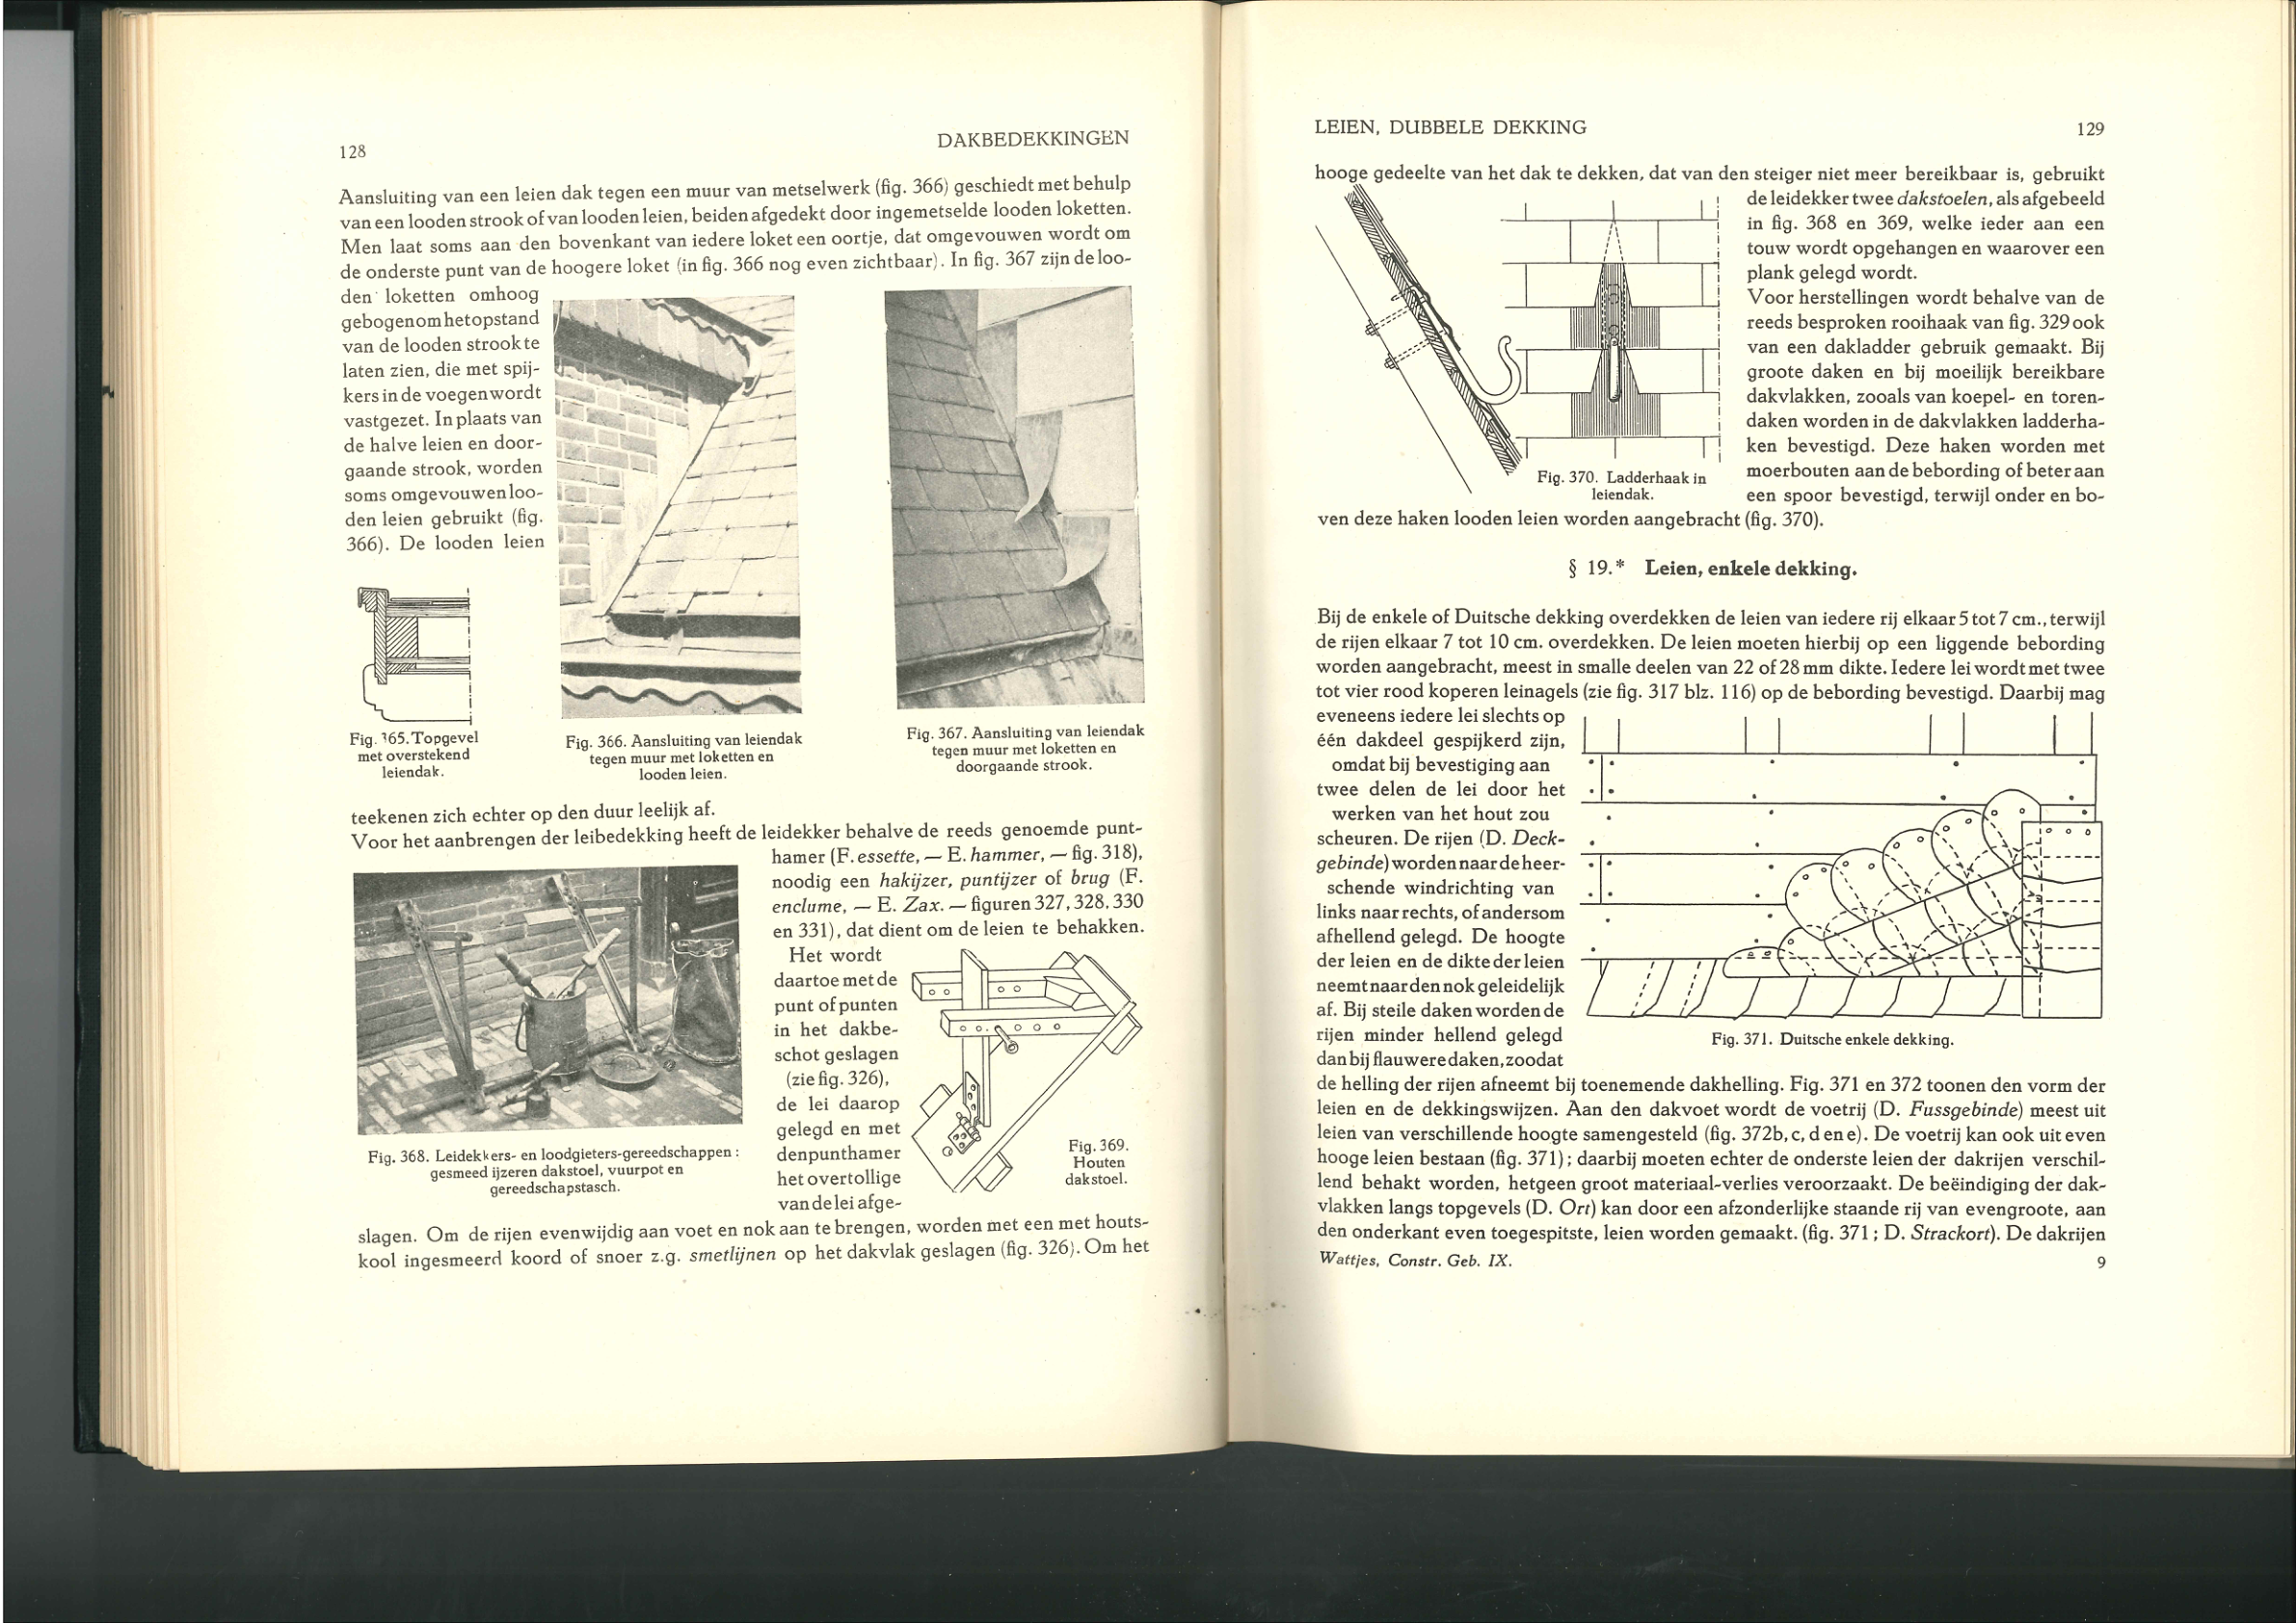 128
DAKBEDEKKINGEN
Aansluiting van een leien dak tegen een muur van metselwerk (fig. 366) geschiedt met behulp
van een looden strook of van looden leien, beiden afgedekt door ingemetselde looden loketten.
Men laat soms aan den bovenkant van iedere loket een oortje, dat omgevouwen wordt om
de onderste punt van de hoogere loket (in fig. 366 nog even zichtbaar). In fig. 367 zijn de loo-
den loketten omhoog
gebogen om het opstand
van de looden strook te
laten zien, die met spij-
kers in de voegen wordt
vastgezet. In plaats van
de halve leien en door-
gaande strook, worden
soms omgevouwen loo-
den leien gebruikt (fig.
366). De looden leien
Fig. 365. Topgevel
met overstekend
leiendak.
Fig. 366. Aansluiting van leiendak
tegen muur met loketten en
looden leien.
Fig. 367. Aansluiting van leiendak
tegen muur met loketten en
doorgaande strook.
teekenen zich echter op den duur leelijk af.
Voor het aanbrengen der leibedekking heeft de leidekker behalve de reeds genoemde punt-
hamer (F. essette, — E. hammer, — fig. 318),
noodig een hakijzer, puntijzer of brug (F.
enclume, — E. Zax. — figuren 327, 328, 330
en 331), dat dient om de leien te behakken.
Het wordt
daartoe met de
punt of punten
in het dakbe-
schot geslagen
(zie fig. 326),
de lei daarop
gelegd en met
den punthamer
het overtollige
van de lei afge-
Fig. 368. Leidekkers- en loodgieters-gereedschappen :
gesmeed ijzeren dakstoel, vuurpot en
gereedschapstasch.
Fig. 369.
Houten
dakstoel.
slagen. Om de rijen evenwijdig aan voet en nok aan te brengen, worden met een met houts-
kool ingesmeerd koord of snoer z.g. smetlijnen op het dakvlak geslagen (fig. 326). Om het
LEIEN, DUBBELE DEKKING
129
hooge gedeelte van het dak te dekken, dat van den steiger niet meer bereikbaar is, gebruikt
de leidekker twee dakstoelen, als afgebeeld
in fig. 368 en 369, welke ieder aan een
touw wordt opgehangen en waarover een
plank gelegd wordt.
Voor herstellingen wordt behalve van de
reeds besproken rooihaak van fig. 329 ook
van een dakladder gebruik gemaakt. Bij
groote daken en bij moeilijk bereikbare
dakvlakken, zooals van koepel- en toren-
daken worden in de dakvlakken ladderha-
ken bevestigd. Deze haken worden met
moerbouten aan de bebording of beter aan
een spoor bevestigd, terwijl onder en bo-
Fig. 370. Ladderhaak in
leiendak.
ven deze haken looden leien worden aangebracht (fig. 370).
§ 19.* Leien, enkele dekking.
Bij de enkele of Duitsche dekking overdekken de leien van iedere rij elkaar 5 tot 7 cm., terwijl
de rijen elkaar 7 tot 10 cm. overdekken. De leien moeten hierbij op een liggende bebording
worden aangebracht, meest in smalle deelen van 22 of 28 mm dikte. Iedere lei wordt met twee
tot vier rood koperen leinagels (zie fig. 317 blz. 116) op de bebording bevestigd. Daarbij mag
eveneens iedere lei slechts op
één dakdeel gespijkerd zijn,
omdat bij bevestiging aan
twee delen de lei door het
werken van het hout zou
scheuren. De rijen (D. Deck-
gebinde) worden naar de heer-
schende windrichting van
links naar rechts, of andersom
afhellend gelegd. De hoogte
der leien en de dikte der leien
neemt naar den nok geleidelijk
af. Bij steile daken worden de
rijen minder hellend gelegd
dan bij flauwere daken, zoodat
Fig. 371. Duitsche enkele dekking.
de helling der rijen afneemt bij toenemende dakhelling. Fig. 371 en 372 toonen den vorm der
leien en de dekkingswijzen. Aan den dakvoet wordt de voetrij (D. Fussgebinde) meest uit
leien van verschillende hoogte samengesteld (fig. 372b, c, d en e). De voetrij kan ook uit even
hooge leien bestaan (fig. 371) ; daarbij moeten echter de onderste leien der dakrijen verschil-
lend behakt worden, hetgeen groot materiaal-verlies veroorzaakt. De beëindiging der dak-
vlakken langs topgevels (D. Ort) kan door een afzonderlijke staande rij van evengroote, aan
den onderkant even toegespitste, leien worden gemaakt. (fig. 371 ; D. Strackort). De dakrijen
Wattjes, Constr. Geb. IX.
9